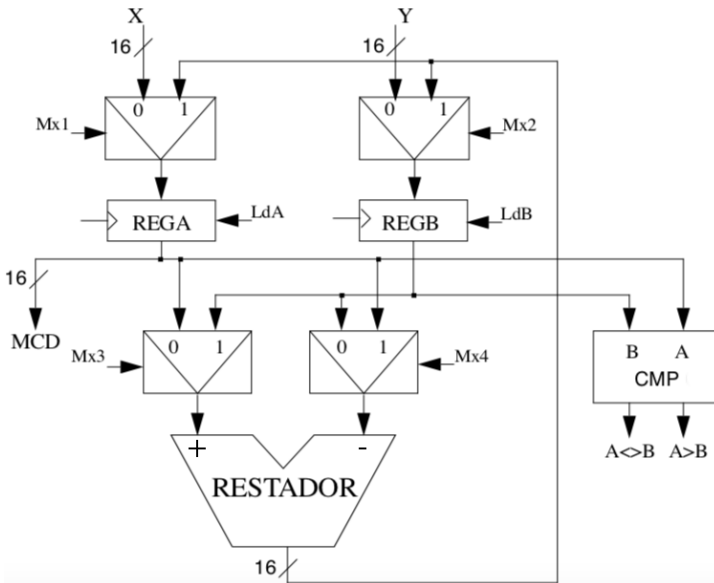 X Y
16 16
0 1 0 1
Mx1 Mx2
REGA LdA REGB LdB
16
MCD
0 1 0 1 B A
Mx3 Mx4 CMP
+ -
A<>B A>B
RESTADOR
16